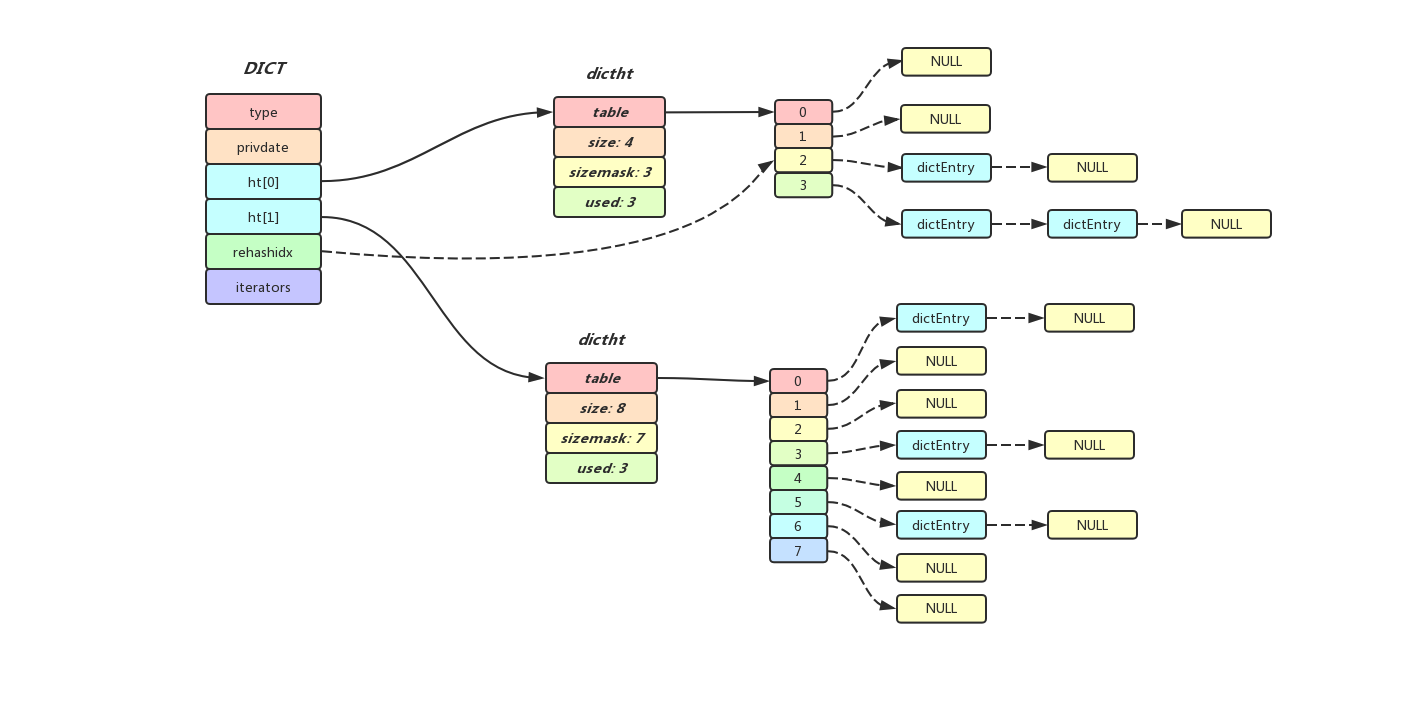 DICT
type
privdate
ht[0]
ht[1]
rehashidx
iterators
dictht
table
size: 4
sizemask: 3
used: 3
0
1
2
3
NULL
NULL
dictEntry
NULL
dictEntry
dictEntry
NULL
dictht
table
size: 8
sizemask: 7
used: 3
0
1
2
3
4
5
6
7
dictEntry
NULL
NULL
NULL
dictEntry
NULL
NULL
dictEntry
NULL
NULL
NULL